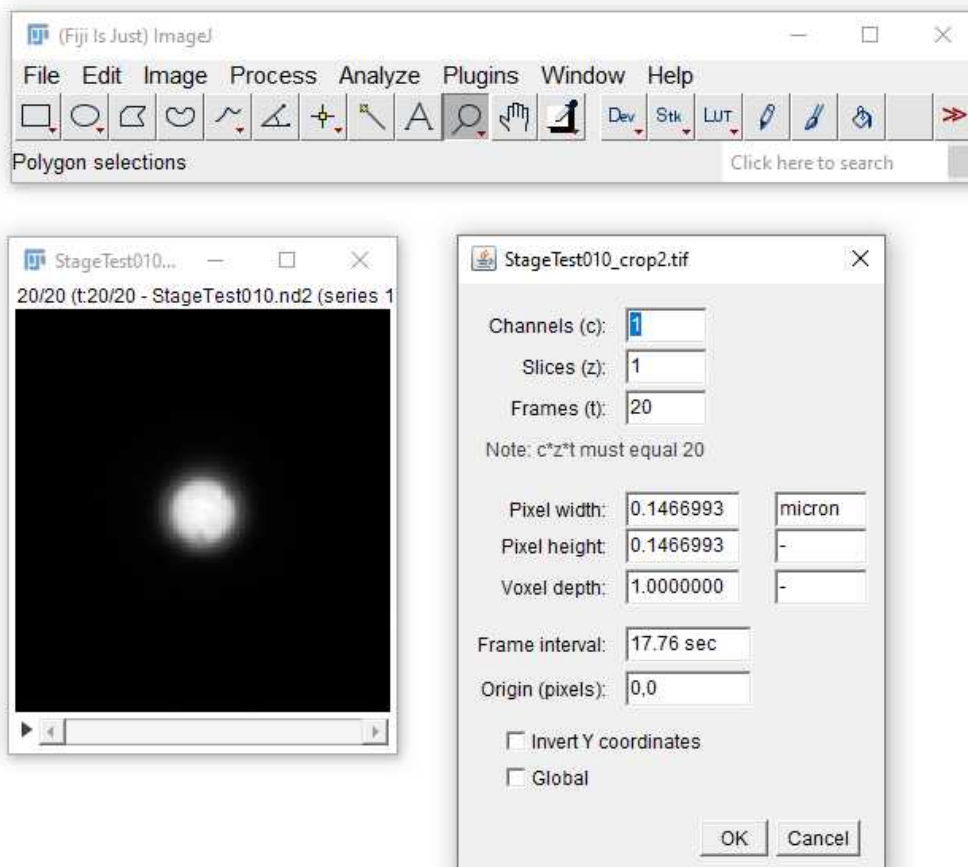 (Fiji Is Just) ImageJ
File Edit Image Process Analyze Plugins Window Help
Dev Stk LUT
Polygon selections
Click here to search
StageTest010...
20/20 (t:20/20 - StageTest010.nd2 (series 1
StageTest010_crop2.tif
Channels (c): 1
Slices (z): 1
Frames (t): 20
Note: c*z*t must equal 20
Pixel width: 0.1466993 micron
Pixel height: 0.1466993 -
Voxel depth: 1.0000000 -
Frame interval: 17.76 sec
Origin (pixels): 0,0
Invert Y coordinates
Global
OK Cancel